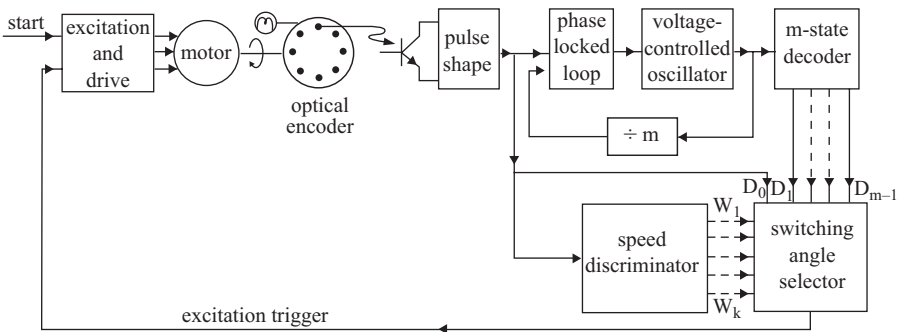 start
excitation
and
drive
motor
optical
encoder
pulse
shape
phase
locked
loop
voltage-
controlled
oscillator
m-state
decoder
÷ m
D₀
D₁
Dₘ₋₁
W₁
Wₖ
speed
discriminator
switching
angle
selector
excitation trigger